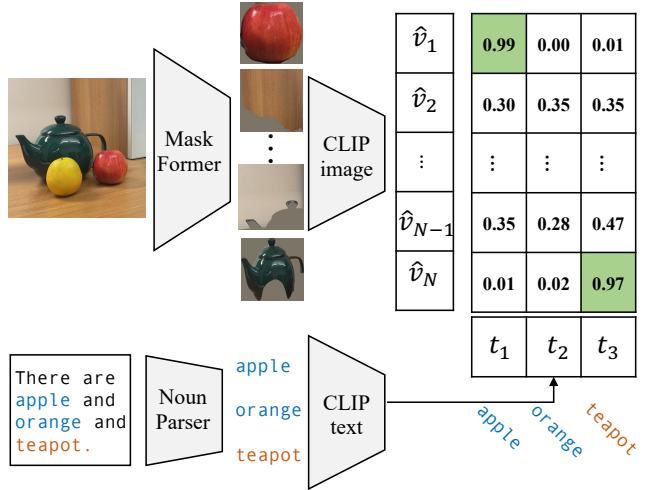 Mask
Former
CLIP
image
v̂₁ 0.99 0.00 0.01
v̂₂ 0.30 0.35 0.35
⋮ ⋮ ⋮ ⋮
v̂_{N−1} 0.35 0.28 0.47
v̂_N 0.01 0.02 0.97
t₁ t₂ t₃
apple orange teapot
There are
apple and
orange and
teapot.
Noun
Parser
apple
orange
teapot
CLIP
text